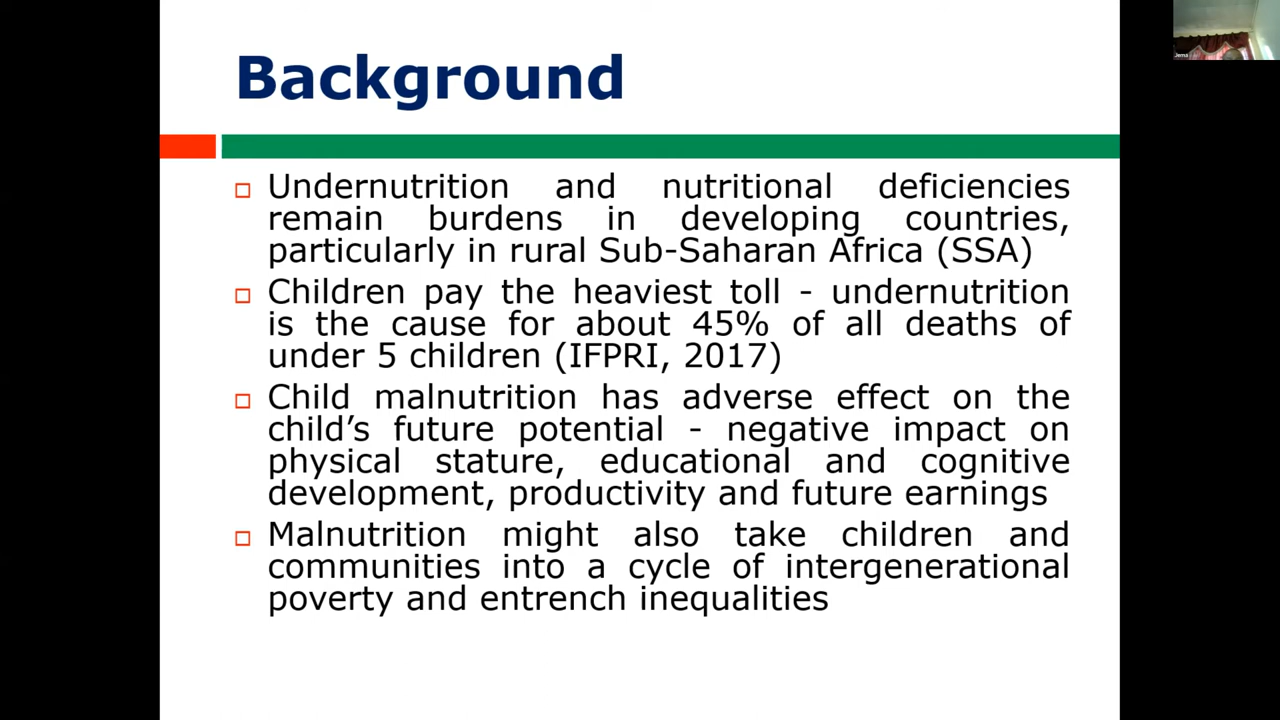 Background
Undernutrition and nutritional deficiencies
remain burdens in developing countries,
particularly in rural Sub-Saharan Africa (SSA)
Children pay the heaviest toll - undernutrition
is the cause for about 45% of all deaths of
under 5 children (IFPRI, 2017)
Child malnutrition has adverse effect on the
child’s future potential - negative impact on
physical stature, educational and cognitive
development, productivity and future earnings
Malnutrition might also take children and
communities into a cycle of intergenerational
poverty and entrench inequalities